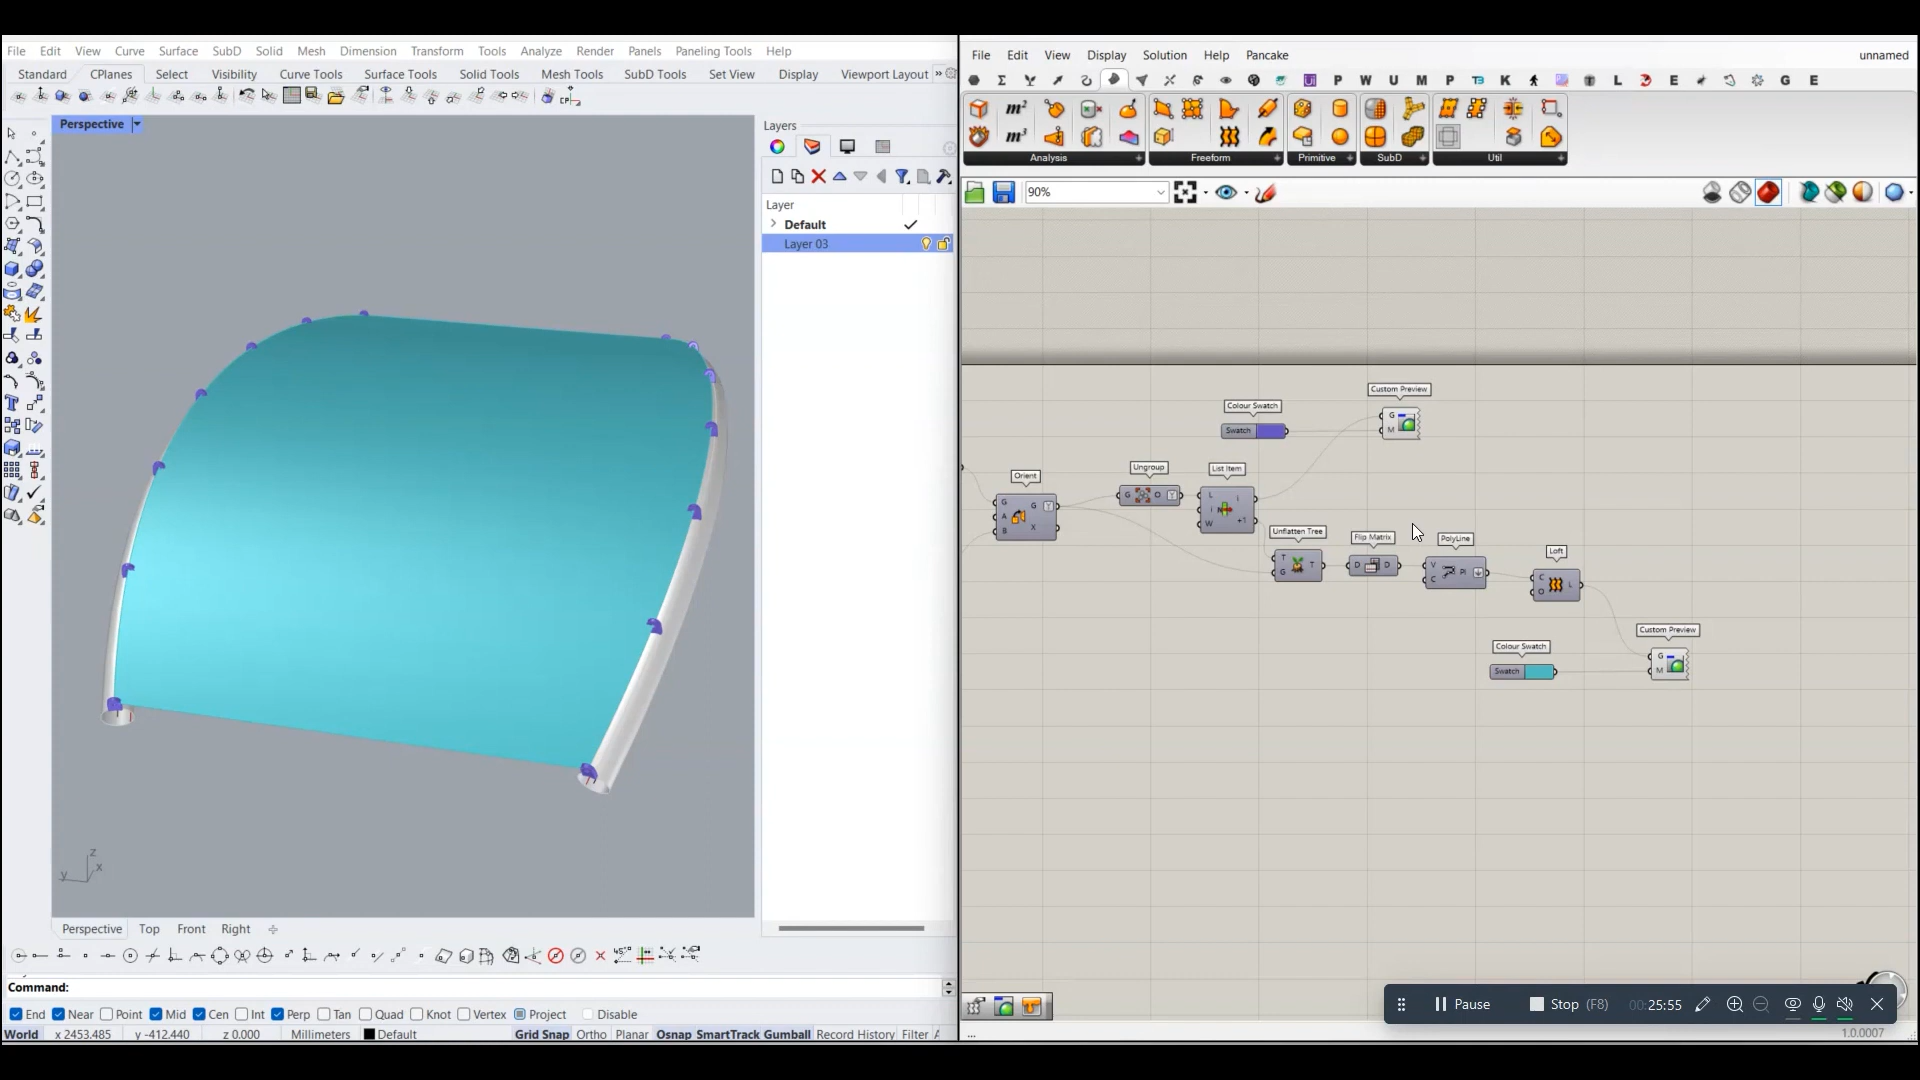 File Edit View Curve Surface SubD Solid Mesh Dimension Transform Tools Analyze Render Panels Paneling Tools Help
Standard CPlanes Select Visibility Curve Tools Surface Tools Solid Tools Mesh Tools SubD Tools Set View Display Viewport Layout »
Perspective
z
x
y
Layers
Layer
Default
Layer 03
Perspective Top Front Right
Command:
End Near Point Mid Cen Int Perp Tan Quad Knot Vertex Project Disable
World x 2453.485 y -412.440 z 0.000 Millimeters Default Grid Snap Ortho Planar Osnap SmartTrack Gumball Record History Filter
File Edit View Display Solution Help Pancake unnamed
P W U M P K L E G E
m²
m³
Analysis Freeform Primitive SubD Util
90%
Custom Preview
G
M
Colour Swatch
Swatch
Orient
G G
A
B X
Ungroup
G O
List Item
L i
i
W +1
Unflatten Tree
T T
G
Flip Matrix
D D
PolyLine
V Pl
C
Loft
C L
O
Custom Preview
G
M
Colour Swatch
Swatch
Pause Stop (F8) 00:25:55
...
1.0.0007